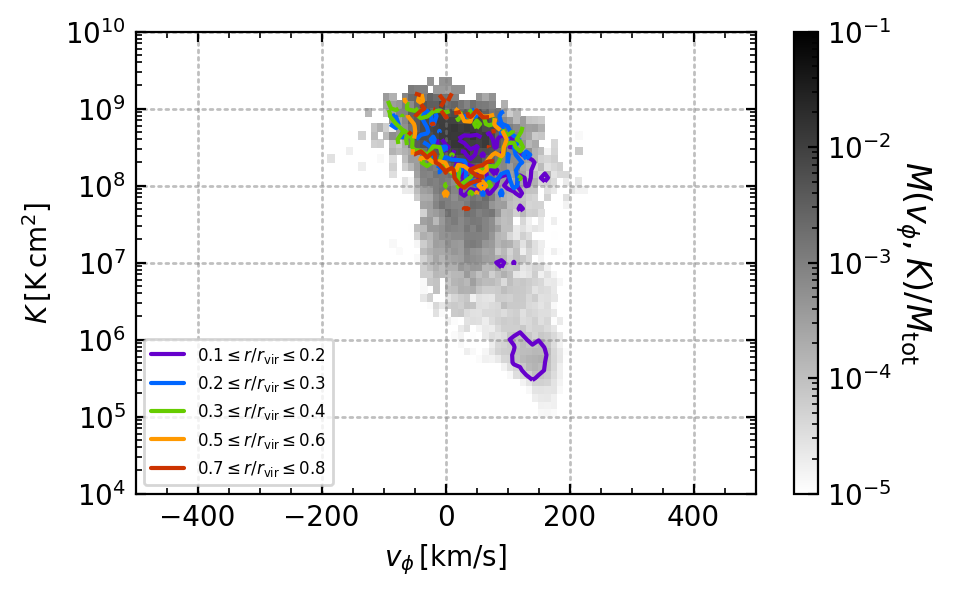 10^10
10^9
10^8
10^7
10^6
10^5
10^4
K [K cm^2]
−400 −200 0 200 400
v_ϕ [km/s]
0.1 ≤ r/r_vir ≤ 0.2
0.2 ≤ r/r_vir ≤ 0.3
0.3 ≤ r/r_vir ≤ 0.4
0.5 ≤ r/r_vir ≤ 0.6
0.7 ≤ r/r_vir ≤ 0.8
10^−1
10^−2
10^−3
10^−4
10^−5
M(v_ϕ, K)/M_tot